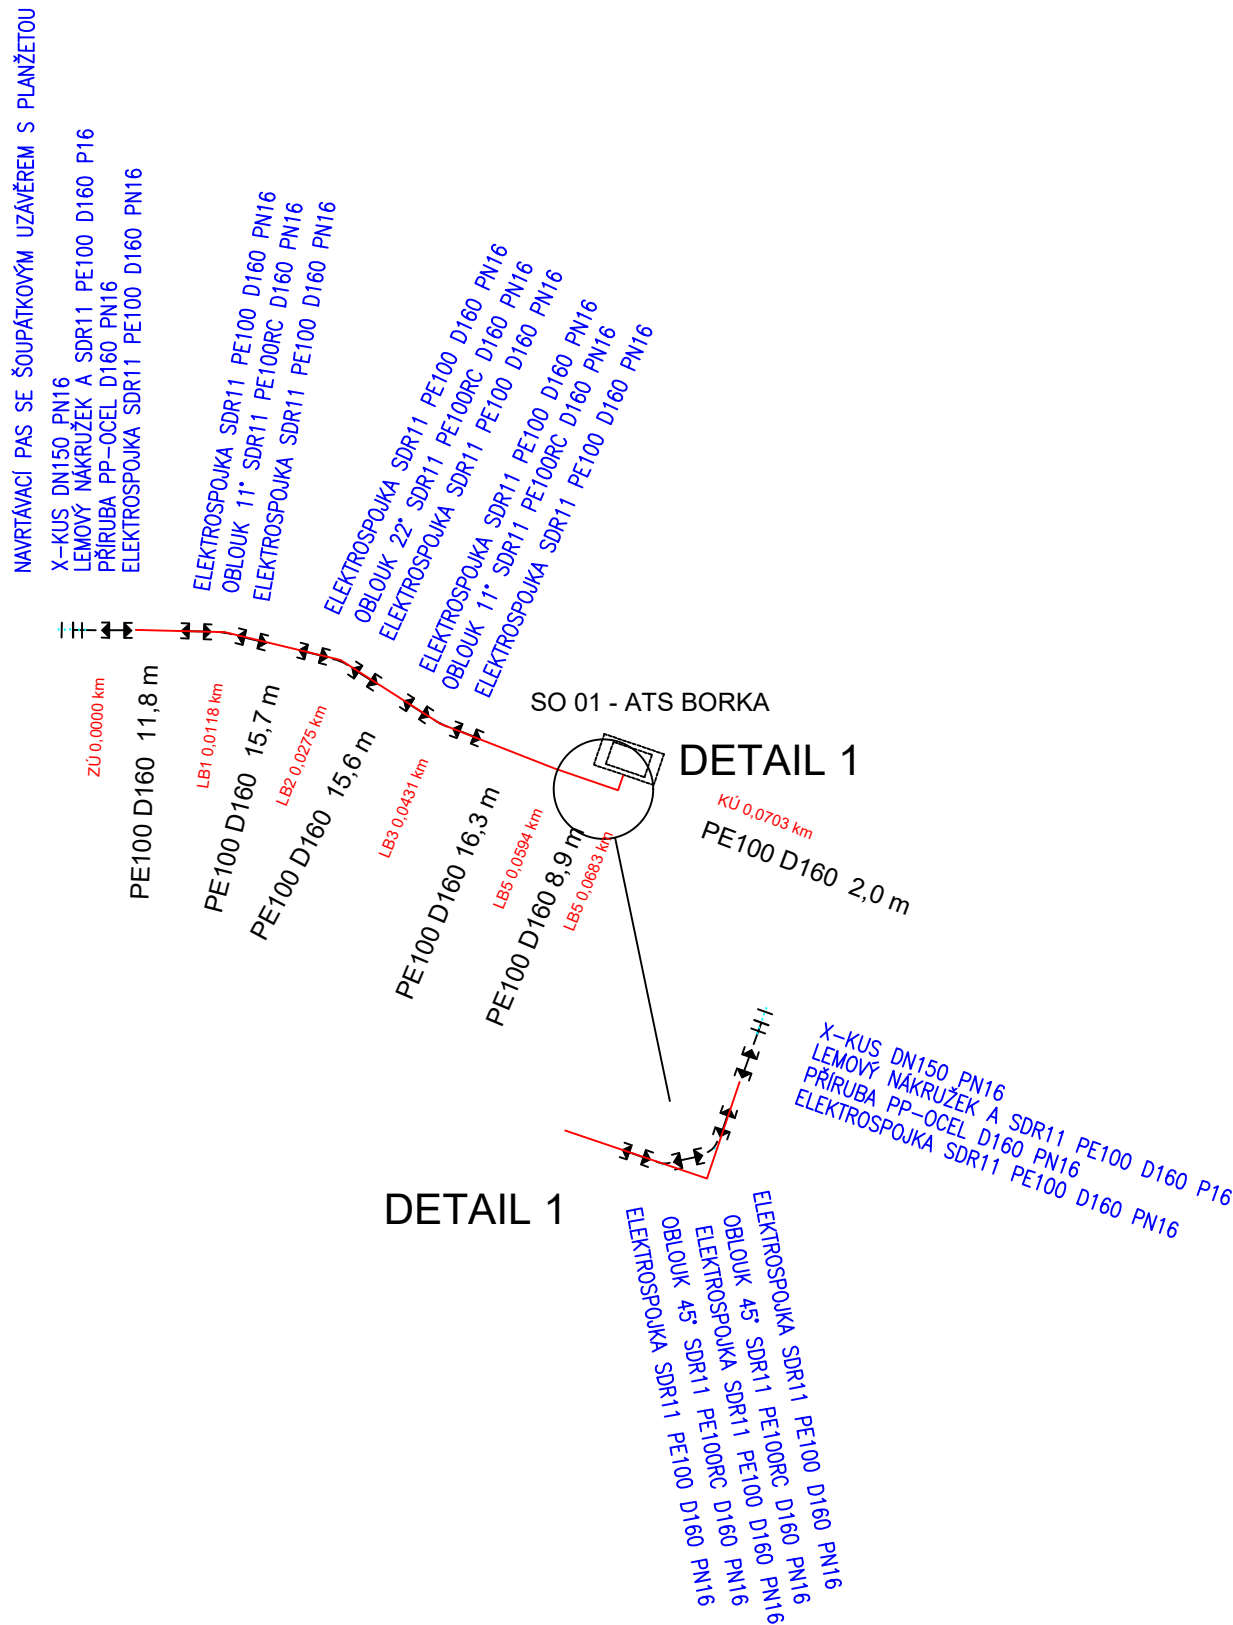 NAVRTÁVACÍ PAS SE ŠOUPÁTKOVÝM UZÁVĚREM S PLANŽETOU
X-KUS DN150 PN16
LEMOVÝ NÁKRUŽEK A SDR11 PE100 D160 P16
PŘÍRUBA PP-OCEL D160 PN16
ELEKTROSPOJKA SDR11 PE100 D160 PN16
ELEKTROSPOJKA SDR11 PE100 D160 PN16
OBLOUK 11° SDR11 PE100RC D160 PN16
ELEKTROSPOJKA SDR11 PE100 D160 PN16
ELEKTROSPOJKA SDR11 PE100 D160 PN16
OBLOUK 22° SDR11 PE100RC D160 PN16
ELEKTROSPOJKA SDR11 PE100 D160 PN16
ELEKTROSPOJKA SDR11 PE100 D160 PN16
OBLOUK 11° SDR11 PE100RC D160 PN16
ELEKTROSPOJKA SDR11 PE100 D160 PN16
SO 01 - ATS BORKA
DETAIL 1
ZÚ 0,0000 km
PE100 D160 11,8 m
LB1 0,0118 km
PE100 D160 15,7 m
LB2 0,0275 km
PE100 D160 15,6 m
LB3 0,0431 km
PE100 D160 16,3 m
LB5 0,0594 km
PE100 D160 8,9 m
LB5 0,0683 km
KÚ 0,0703 km
PE100 D160 2,0 m
X-KUS DN150 PN16
LEMOVÝ NÁKRUŽEK A SDR11 PE100 D160 P16
PŘÍRUBA PP-OCEL D160 PN16
ELEKTROSPOJKA SDR11 PE100 D160 PN16
DETAIL 1
ELEKTROSPOJKA SDR11 PE100 D160 PN16
OBLOUK 45° SDR11 PE100RC D160 PN16
ELEKTROSPOJKA SDR11 PE100 D160 PN16
OBLOUK 45° SDR11 PE100RC D160 PN16
ELEKTROSPOJKA SDR11 PE100 D160 PN16